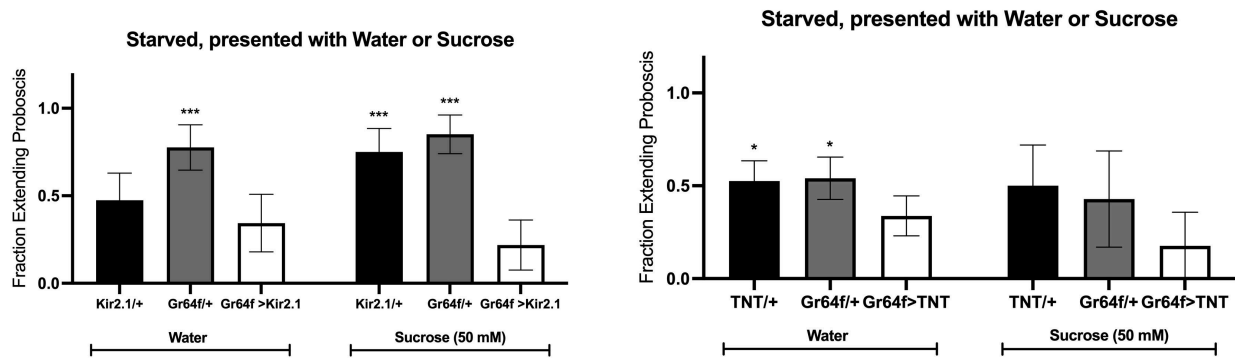 Starved, presented with Water or Sucrose
Fraction Extending Proboscis
1.0
0.5
0.0
***
*** ***
Kir2.1/+ Gr64f/+ Gr64f >Kir2.1 Kir2.1/+ Gr64f/+ Gr64f >Kir2.1
Water Sucrose (50 mM)
Starved, presented with Water or Sucrose
Fraction Extending Proboscis
1.0
0.5
0.0
* *
TNT/+ Gr64f/+ Gr64f>TNT TNT/+ Gr64f/+ Gr64f>TNT
Water Sucrose (50 mM)